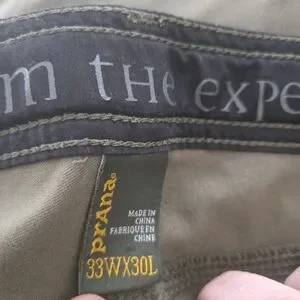 m the expe
prAna
MADE IN
CHINA
FABRIQUÉ EN
CHINE
33WX30L